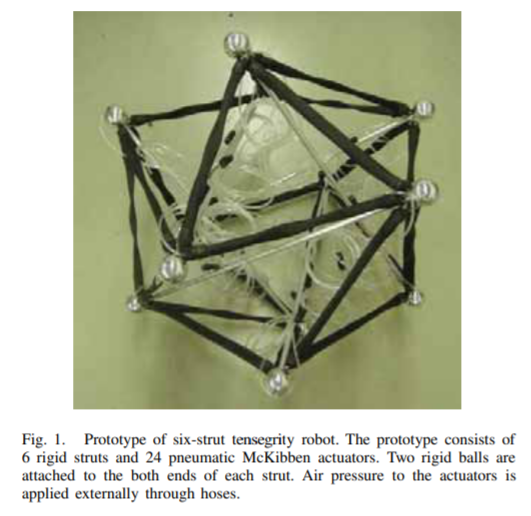 Fig. 1. Prototype of six-strut tensegrity robot. The prototype consists of
6 rigid struts and 24 pneumatic McKibben actuators. Two rigid balls are
attached to the both ends of each strut. Air pressure to the actuators is
applied externally through hoses.